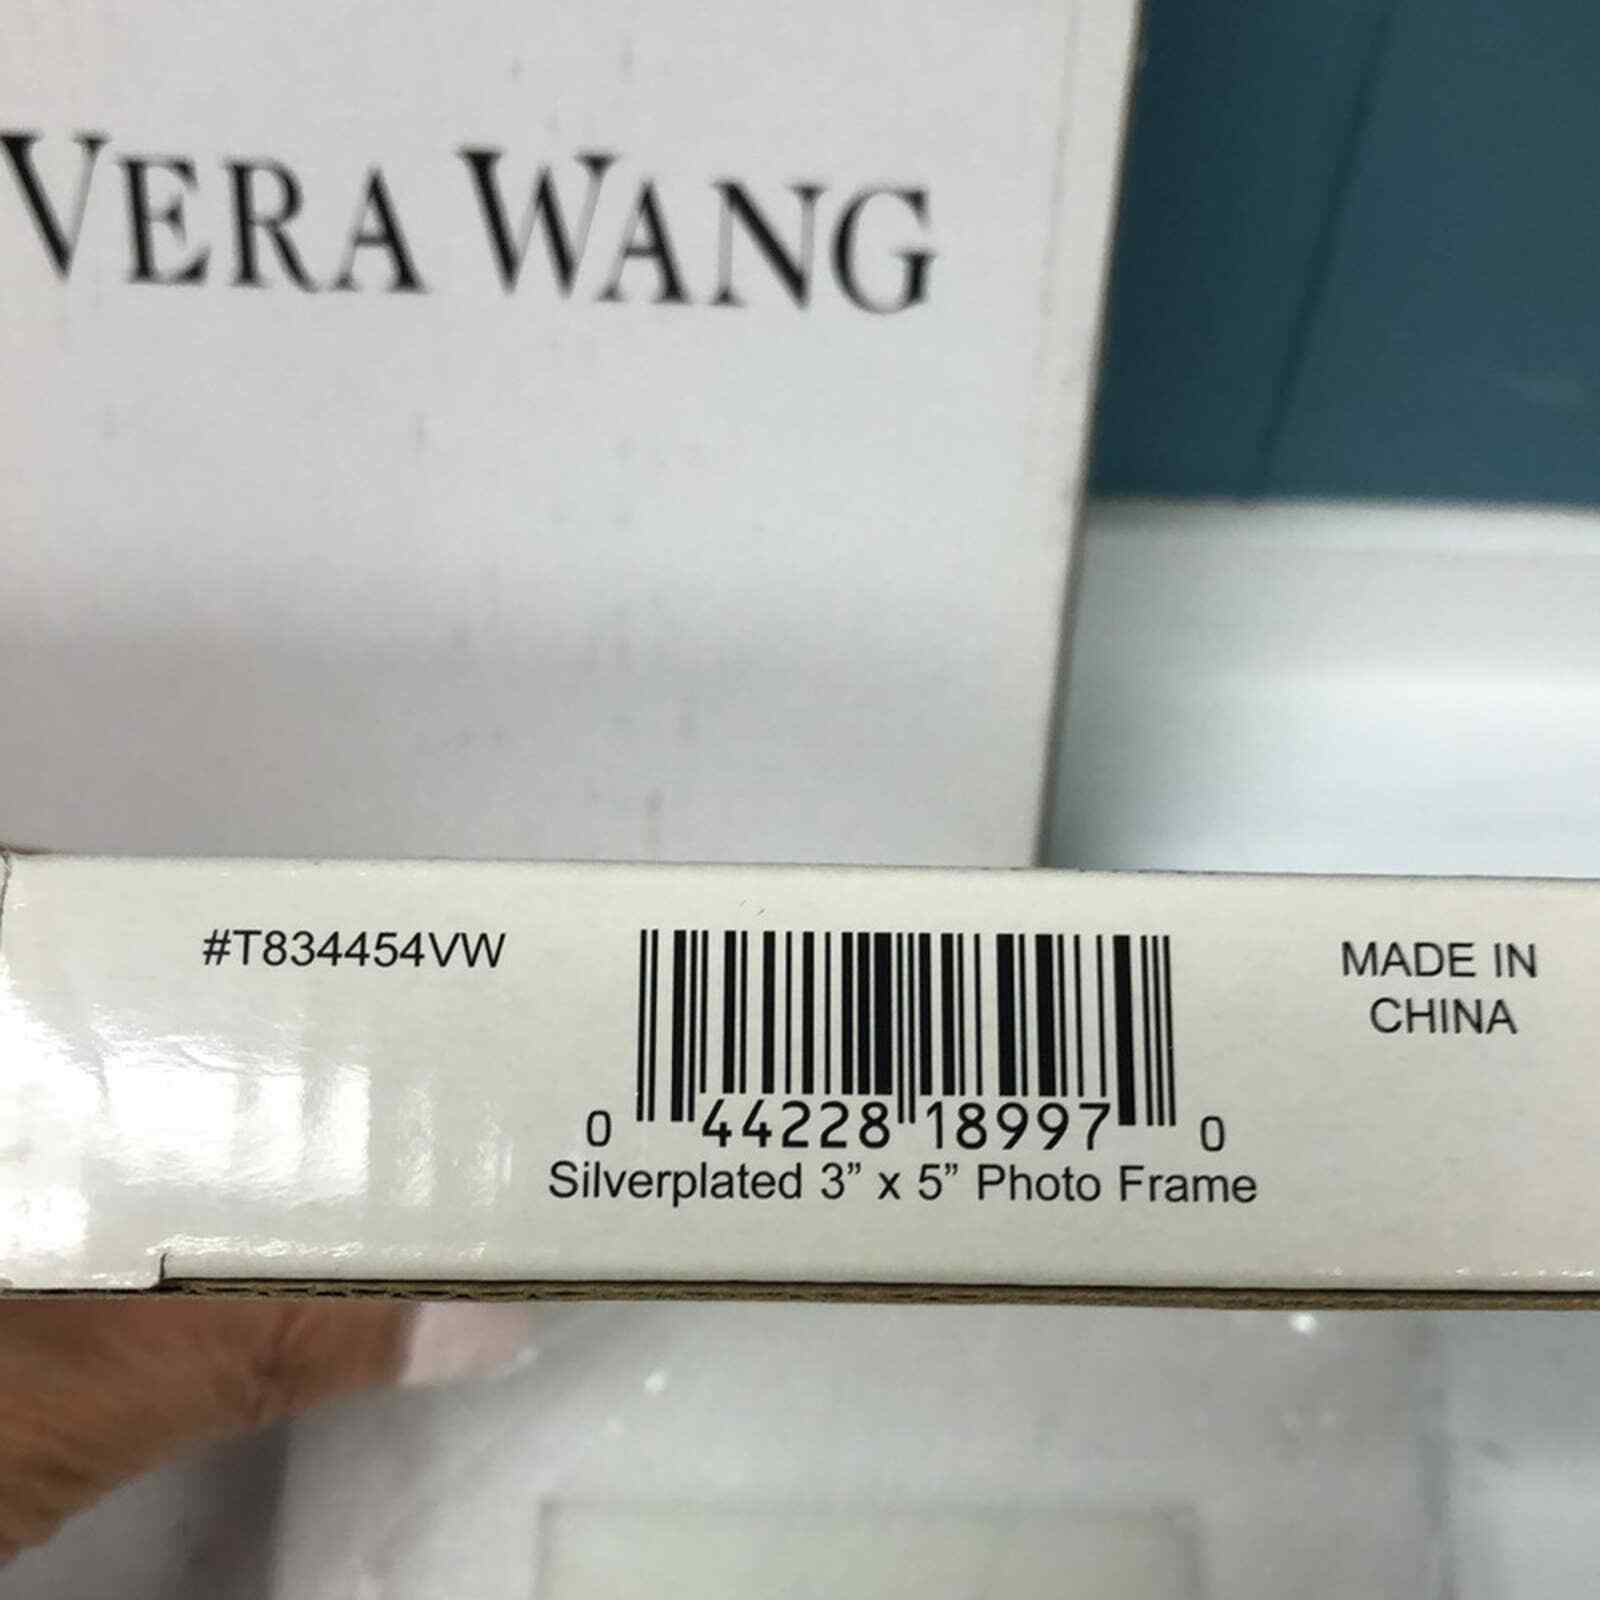 VERA WANG
#T834454VW
MADE IN
CHINA
0 44228 18997 0
Silverplated 3” x 5” Photo Frame